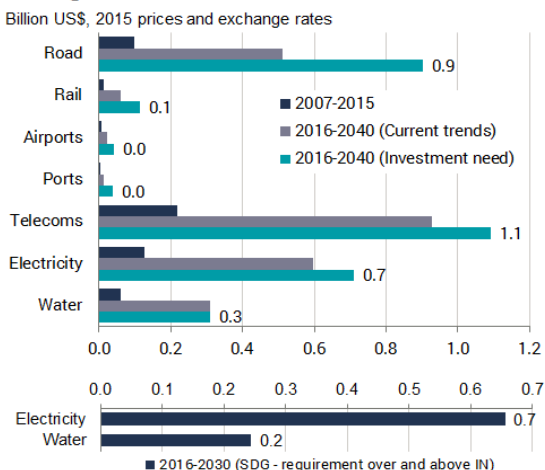 Billion US$, 2015 prices and exchange rates
Road
0.9
Rail
0.1
2007-2015
Airports
0.0
2016-2040 (Current trends)
2016-2040 (Investment need)
Ports
0.0
Telecoms
1.1
Electricity
0.7
Water
0.3
0.0 0.2 0.4 0.6 0.8 1.0 1.2
0.0 0.1 0.2 0.3 0.4 0.5 0.6 0.7
Electricity
0.7
Water
0.2
2016-2030 (SDG - requirement over and above IN)